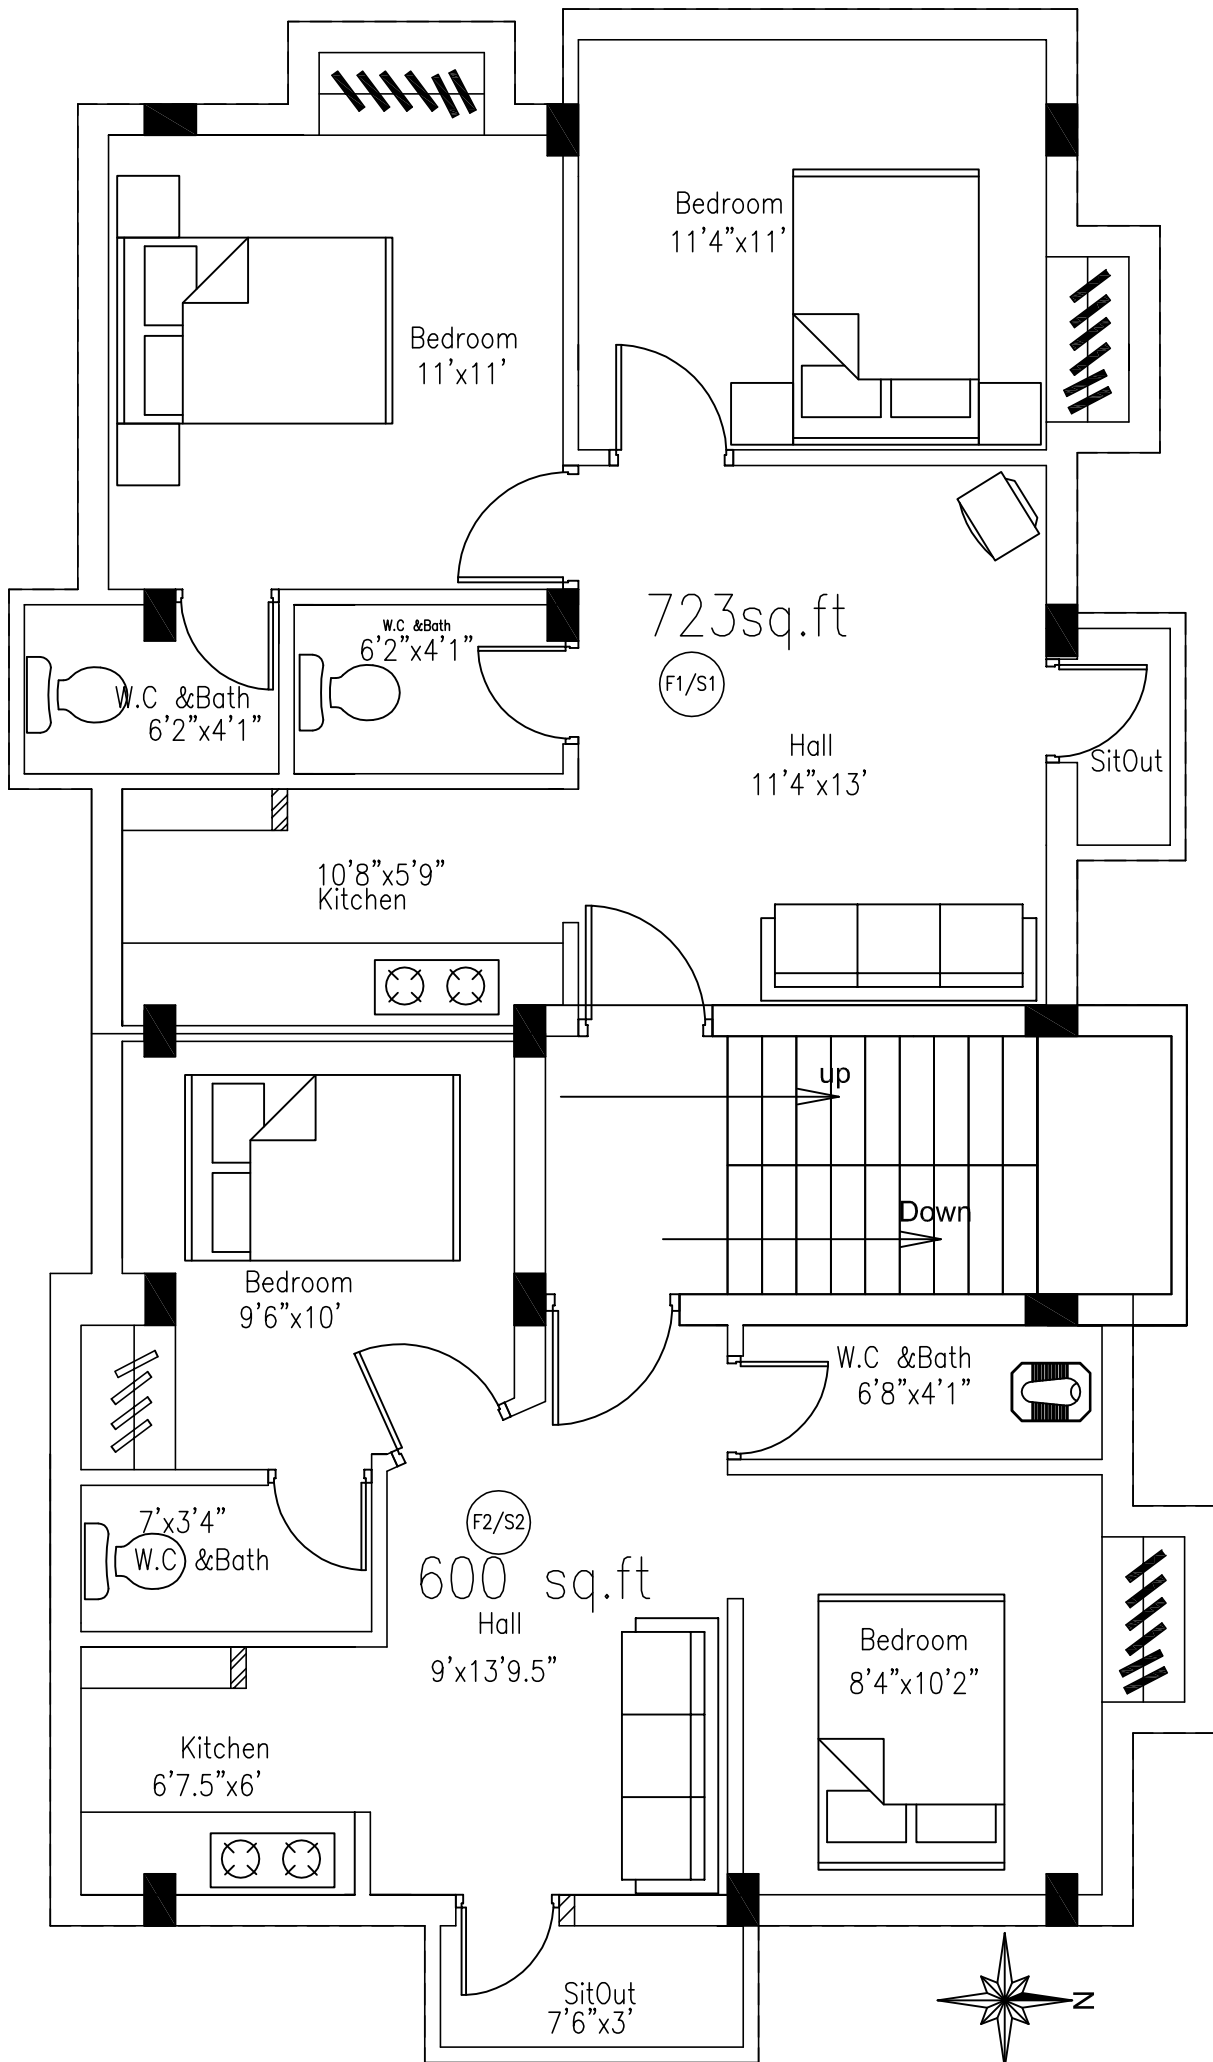 Bedroom
11'4"x11'
Bedroom
11'x11'
723sq.ft
W.C &Bath
6'2"x4'1"
F1/S1
W.C &Bath
6'2"x4'1"
Hall
11'4"x13'
SitOut
10'8"x5'9"
Kitchen
up
Down
Bedroom
9'6"x10'
W.C &Bath
6'8"x4'1"
7'x3'4"
W.C &Bath
F2/S2
600 sq.ft
Hall
9'x13'9.5"
Bedroom
8'4"x10'2"
Kitchen
6'7.5"x6'
SitOut
7'6"x3'
N